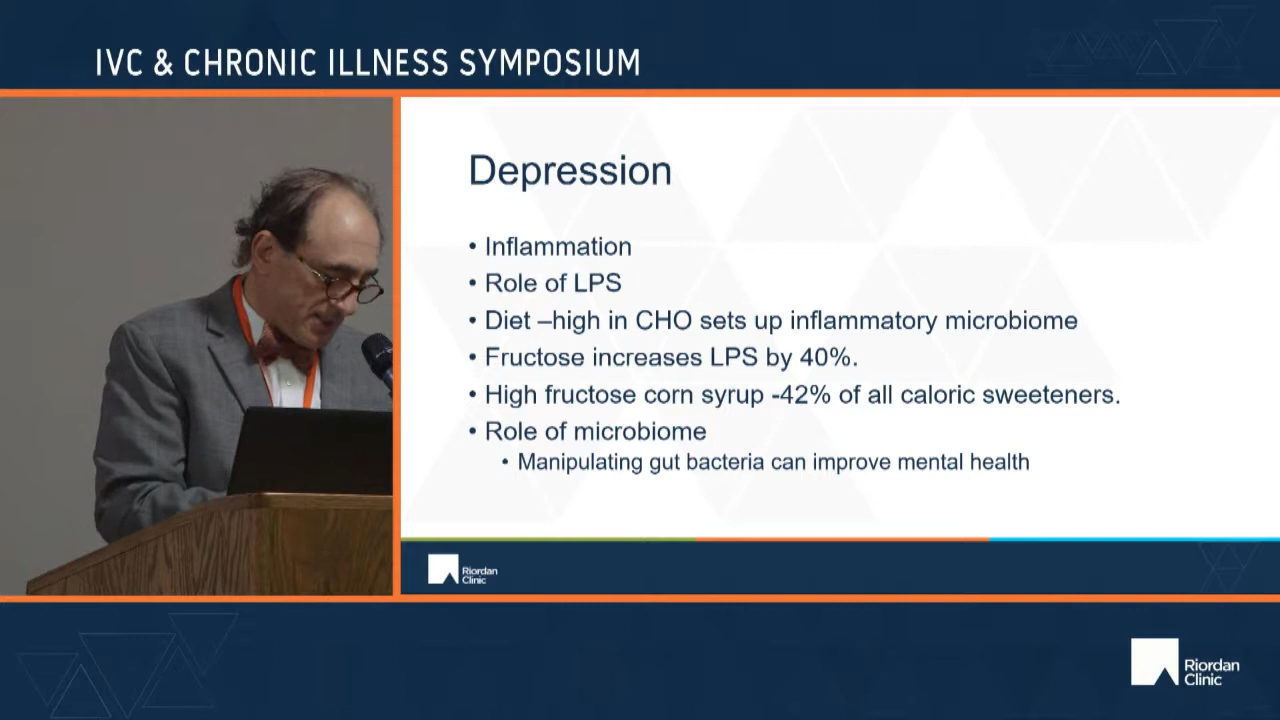 IVC & CHRONIC ILLNESS SYMPOSIUM
Depression
• Inflammation
• Role of LPS
• Diet –high in CHO sets up inflammatory microbiome
• Fructose increases LPS by 40%.
• High fructose corn syrup -42% of all caloric sweeteners.
• Role of microbiome
• Manipulating gut bacteria can improve mental health
Riordan
Clinic
Riordan
Clinic